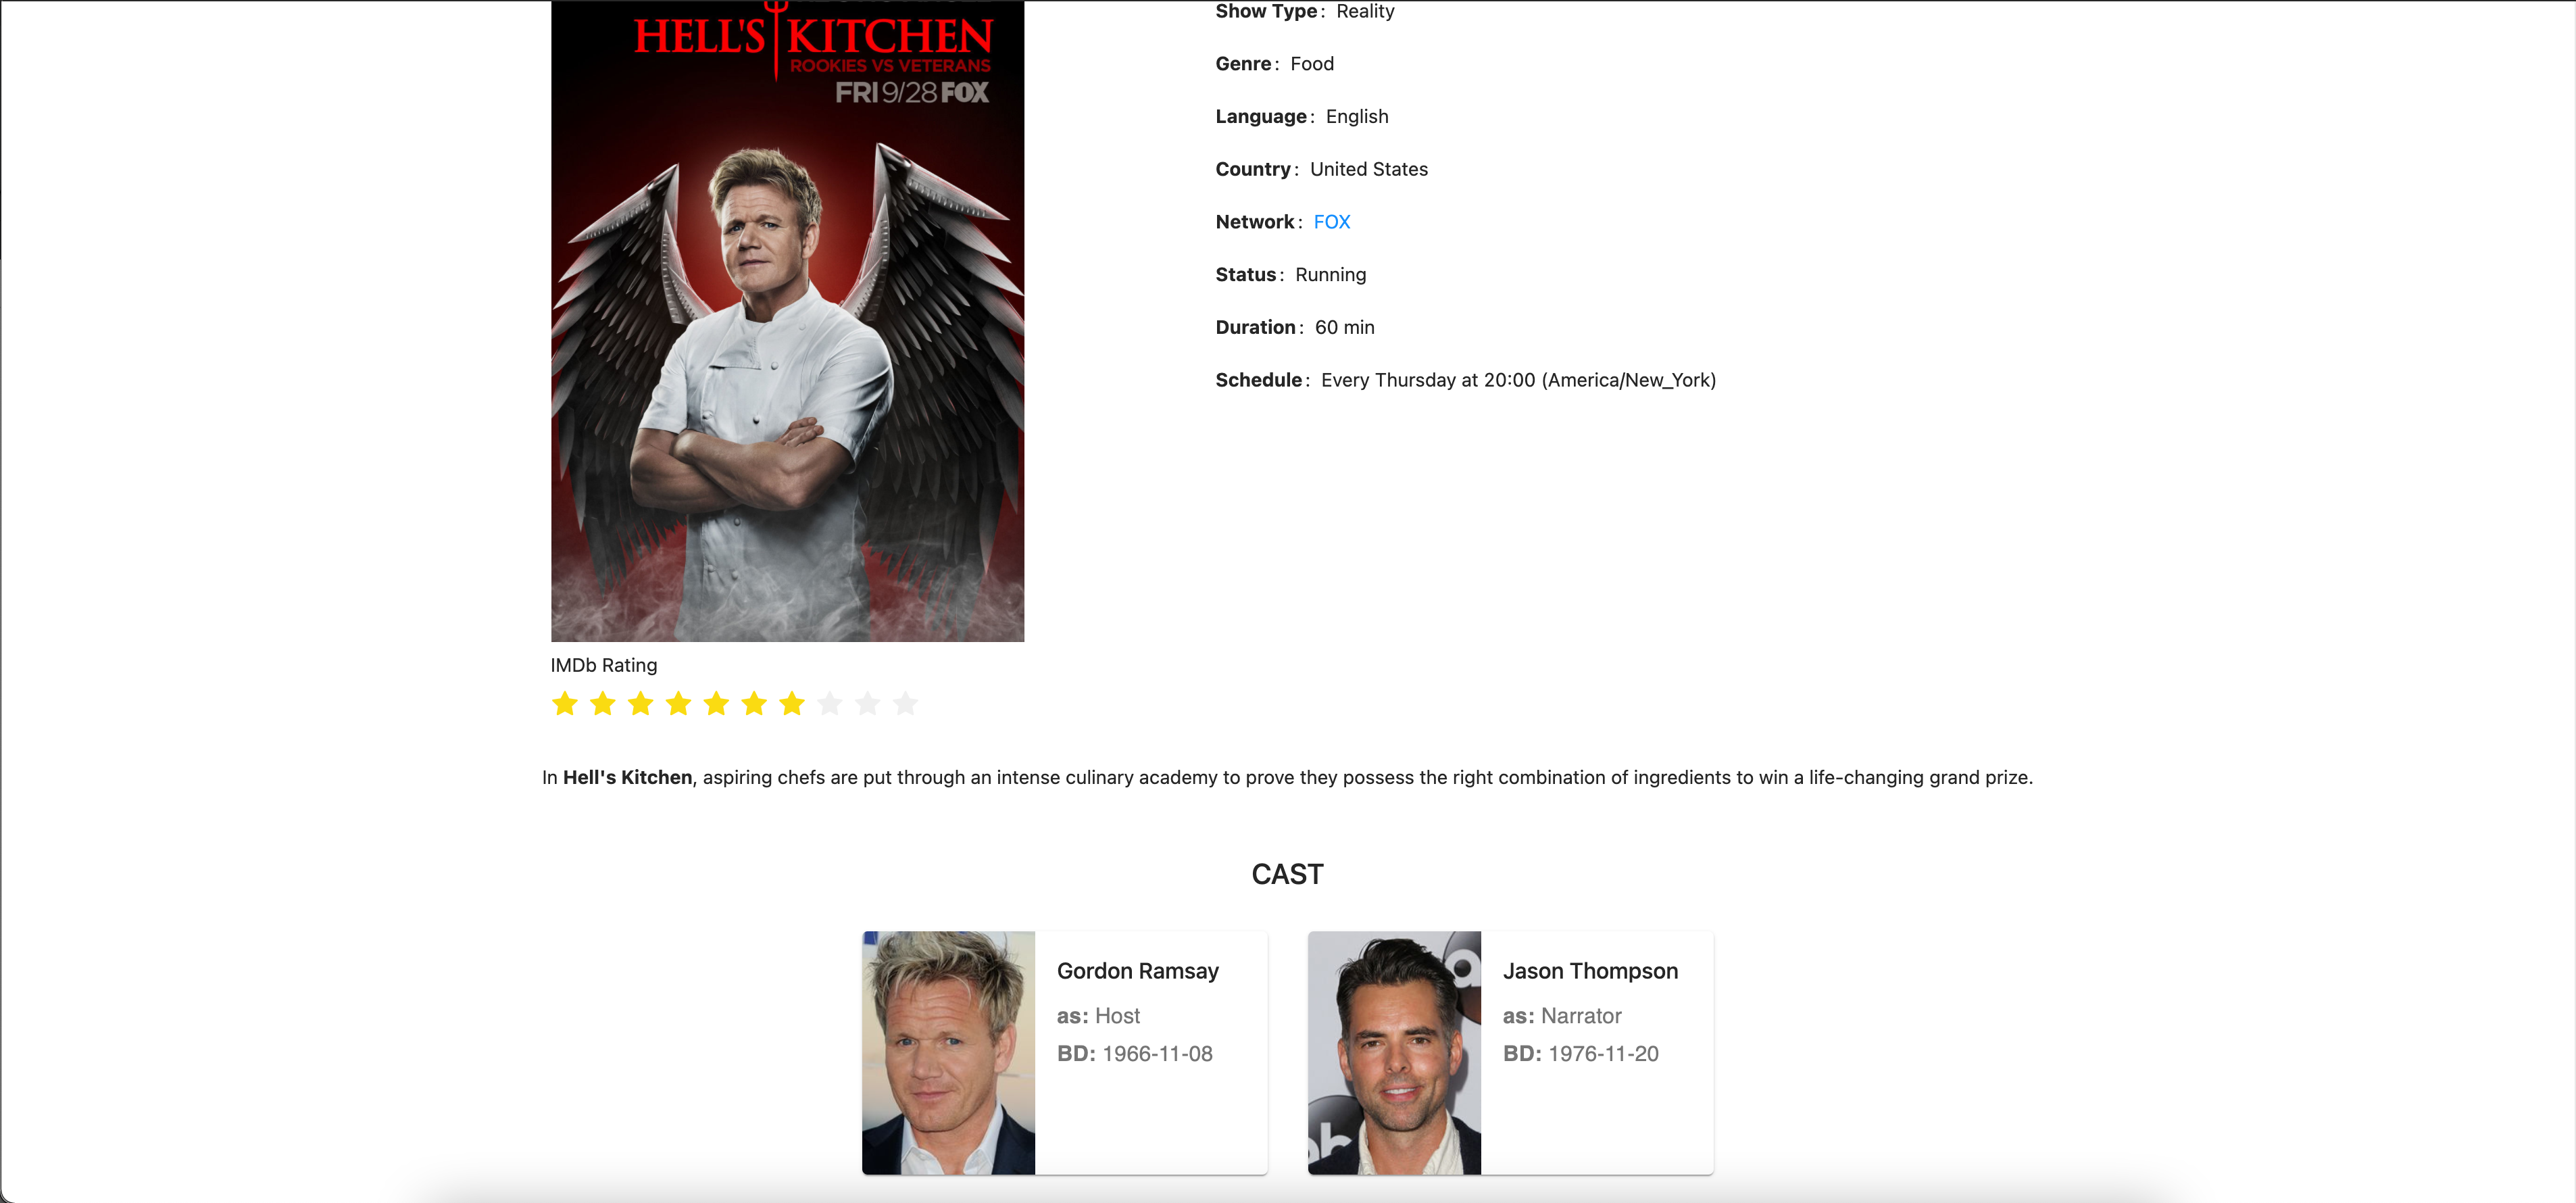 HELL'S KITCHEN
ROOKIES VS VETERANS
FRI 9/28 FOX
Show Type: Reality
Genre: Food
Language: English
Country: United States
Network: FOX
Status: Running
Duration: 60 min
Schedule: Every Thursday at 20:00 (America/New_York)
IMDb Rating
In Hell's Kitchen, aspiring chefs are put through an intense culinary academy to prove they possess the right combination of ingredients to win a life-changing grand prize.
CAST
Gordon Ramsay
as: Host
BD: 1966-11-08
Jason Thompson
as: Narrator
BD: 1976-11-20